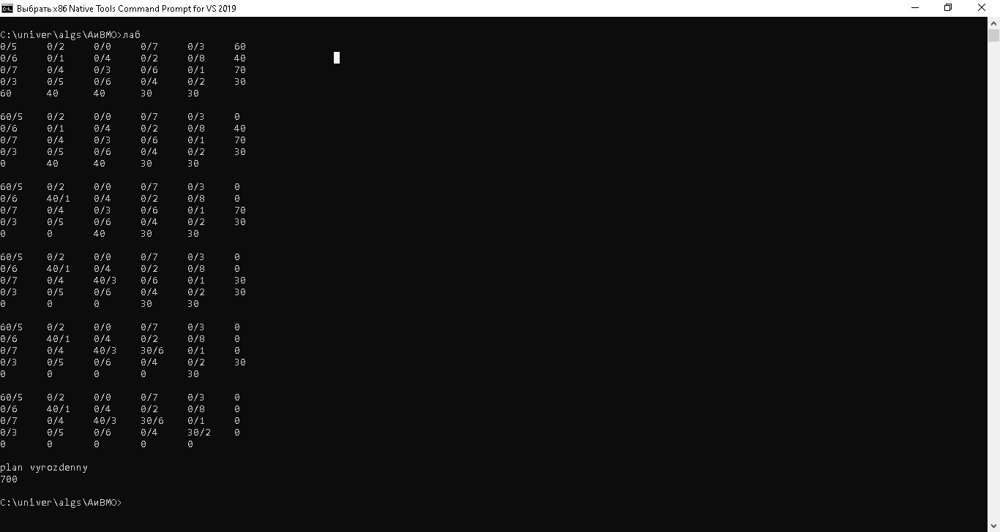 Выбрать x86 Native Tools Command Prompt for VS 2019
C:\univer\algs\АиВМО>лаб
0/5 0/2 0/0 0/7 0/3 60
0/6 0/1 0/4 0/2 0/8 40
0/7 0/4 0/3 0/6 0/1 70
0/3 0/5 0/6 0/4 0/2 30
60 40 40 30 30
60/5 0/2 0/0 0/7 0/3 0
0/6 0/1 0/4 0/2 0/8 40
0/7 0/4 0/3 0/6 0/1 70
0/3 0/5 0/6 0/4 0/2 30
0 40 40 30 30
60/5 0/2 0/0 0/7 0/3 0
0/6 40/1 0/4 0/2 0/8 0
0/7 0/4 0/3 0/6 0/1 70
0/3 0/5 0/6 0/4 0/2 30
0 0 40 30 30
60/5 0/2 0/0 0/7 0/3 0
0/6 40/1 0/4 0/2 0/8 0
0/7 0/4 40/3 0/6 0/1 30
0/3 0/5 0/6 0/4 0/2 30
0 0 0 30 30
60/5 0/2 0/0 0/7 0/3 0
0/6 40/1 0/4 0/2 0/8 0
0/7 0/4 40/3 30/6 0/1 0
0/3 0/5 0/6 0/4 0/2 30
0 0 0 0 30
60/5 0/2 0/0 0/7 0/3 0
0/6 40/1 0/4 0/2 0/8 0
0/7 0/4 40/3 30/6 0/1 0
0/3 0/5 0/6 0/4 30/2 0
0 0 0 0 0
plan vyrozdenny
700
C:\univer\algs\АиВМО>